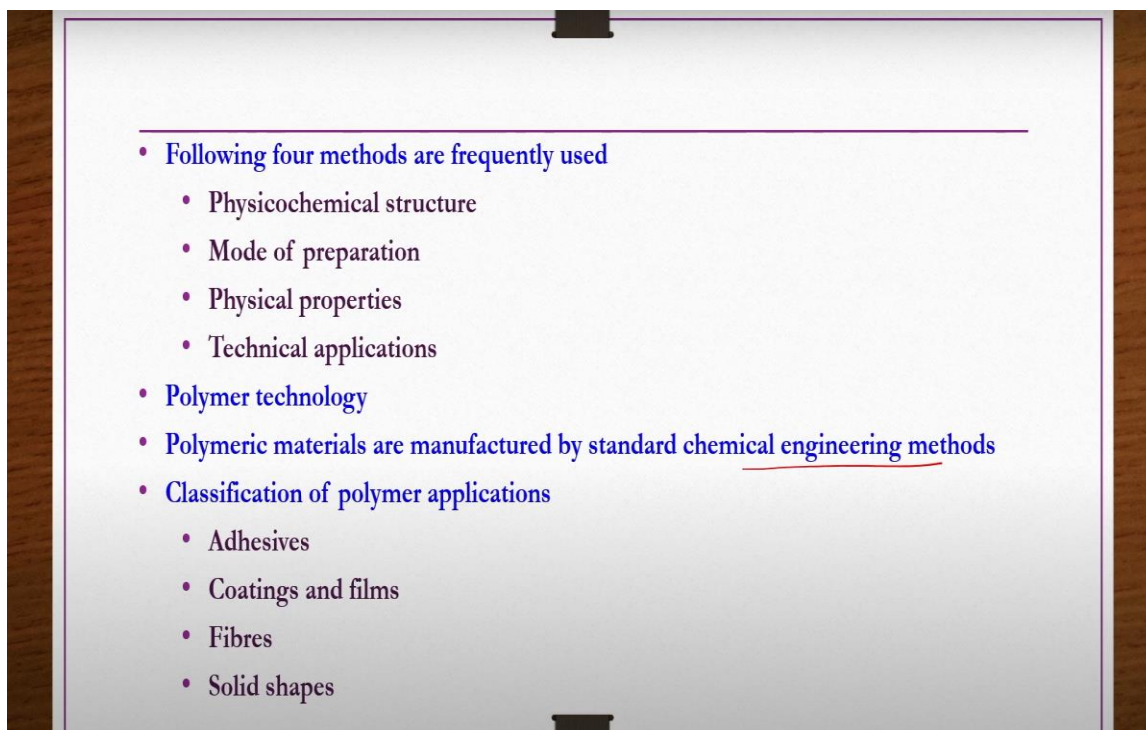 • Following four methods are frequently used
• Physicochemical structure
• Mode of preparation
• Physical properties
• Technical applications
• Polymer technology
• Polymeric materials are manufactured by standard chemical engineering methods
• Classification of polymer applications
• Adhesives
• Coatings and films
• Fibres
• Solid shapes